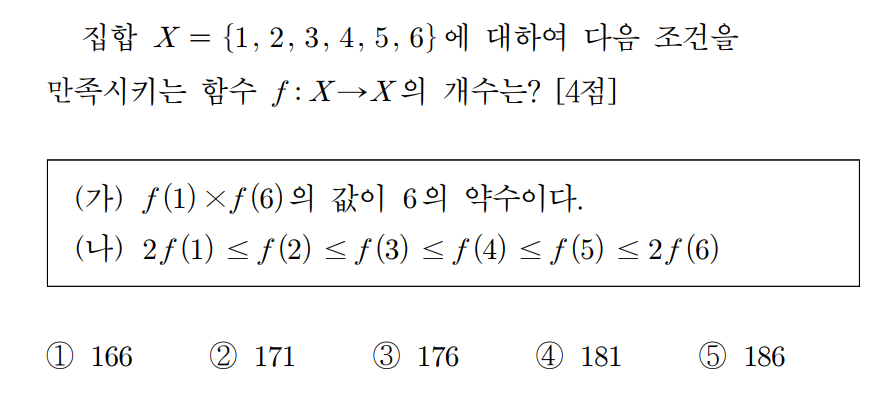 집합 X = {1, 2, 3, 4, 5, 6}에 대하여 다음 조건을
만족시키는 함수 f : X→X의 개수는? [4점]
(가) f(1)×f(6)의 값이 6의 약수이다.
(나) 2f(1) ≤ f(2) ≤ f(3) ≤ f(4) ≤ f(5) ≤ 2f(6)
① 166 ② 171 ③ 176 ④ 181 ⑤ 186